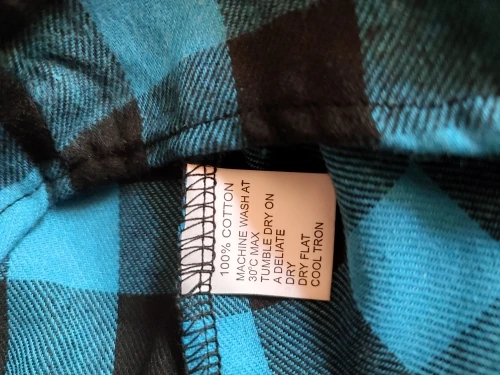 100% COTTON
MACHINE WASH AT
30°C MAX
TUMBLE DRY ON
A DELIATE
DRY
DRY FLAT
COOL TRON